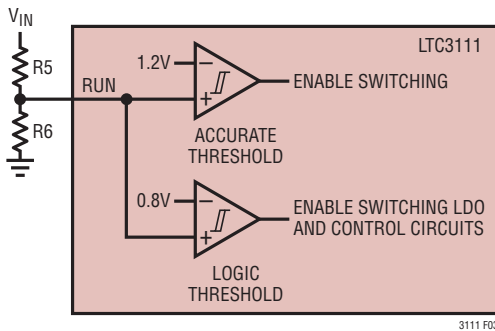 VIN
R5
R6
RUN
LTC3111
1.2V
ENABLE SWITCHING
ACCURATE
THRESHOLD
0.8V
ENABLE SWITCHING LDO
AND CONTROL CIRCUITS
LOGIC
THRESHOLD
3111 F03